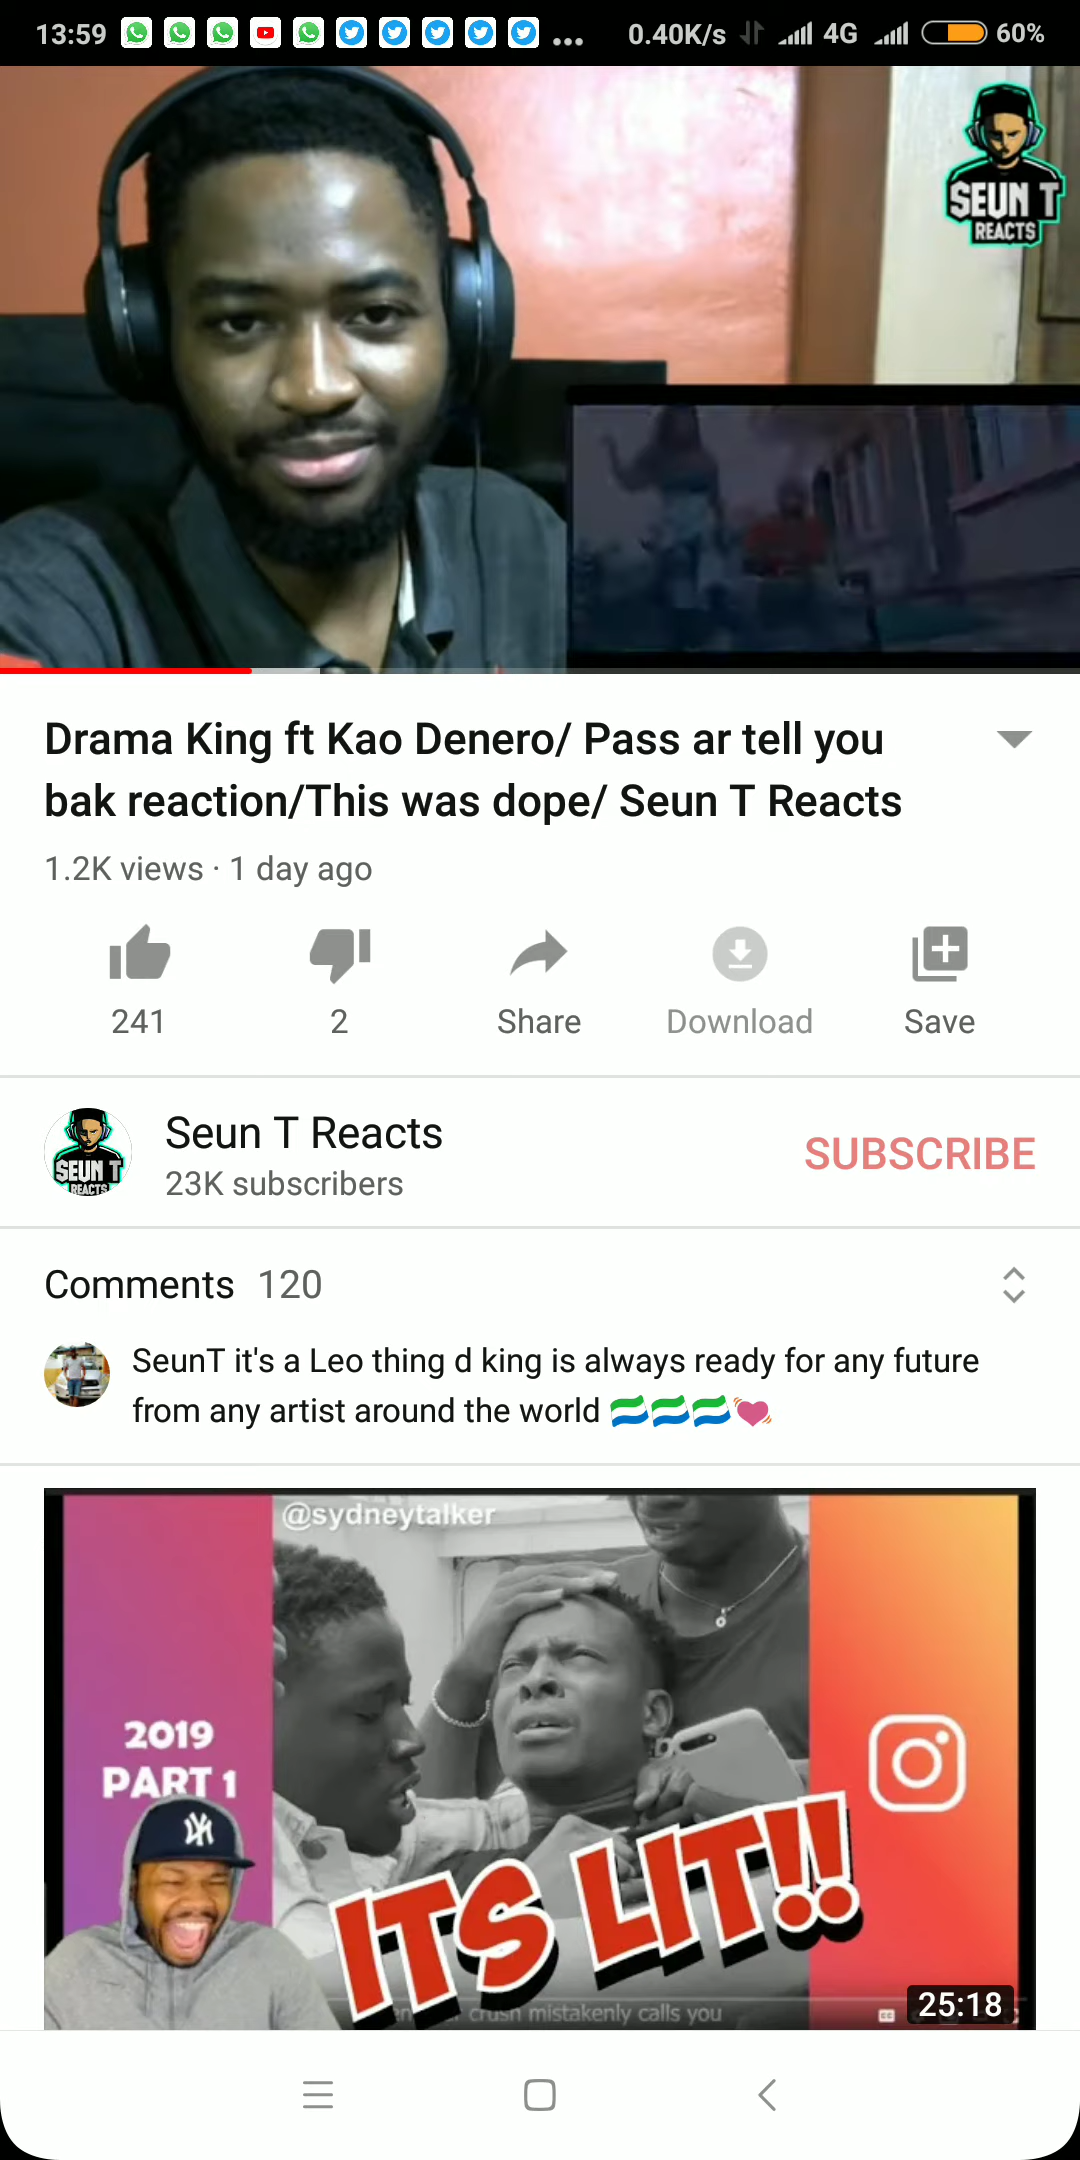 13:59
...
0.40K/s
4G
60%
SEUN T
REACTS
Drama King ft Kao Denero/ Pass ar tell you
bak reaction/This was dope/ Seun T Reacts
1.2K views · 1 day ago
241
2
Share
Download
Save
SEUN T
REACTS
Seun T Reacts
23K subscribers
SUBSCRIBE
Comments 120
SeunT it's a Leo thing d king is always ready for any future
from any artist around the world 🇸🇱🇸🇱🇸🇱💓
@sydneytalker
2019
PART 1
NY
ITS LIT!!
crush mistakenly calls you
CC
25:18